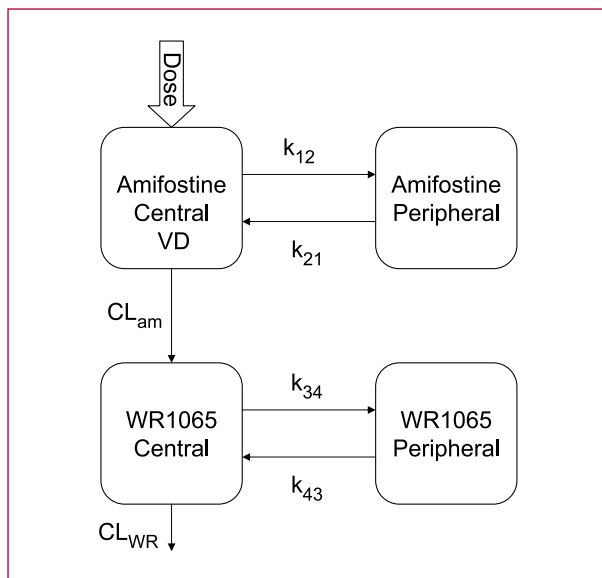 Dose
Amifostine
Central
VD
k12
Amifostine
Peripheral
k21
CLam
WR1065
Central
k34
WR1065
Peripheral
k43
CLWR